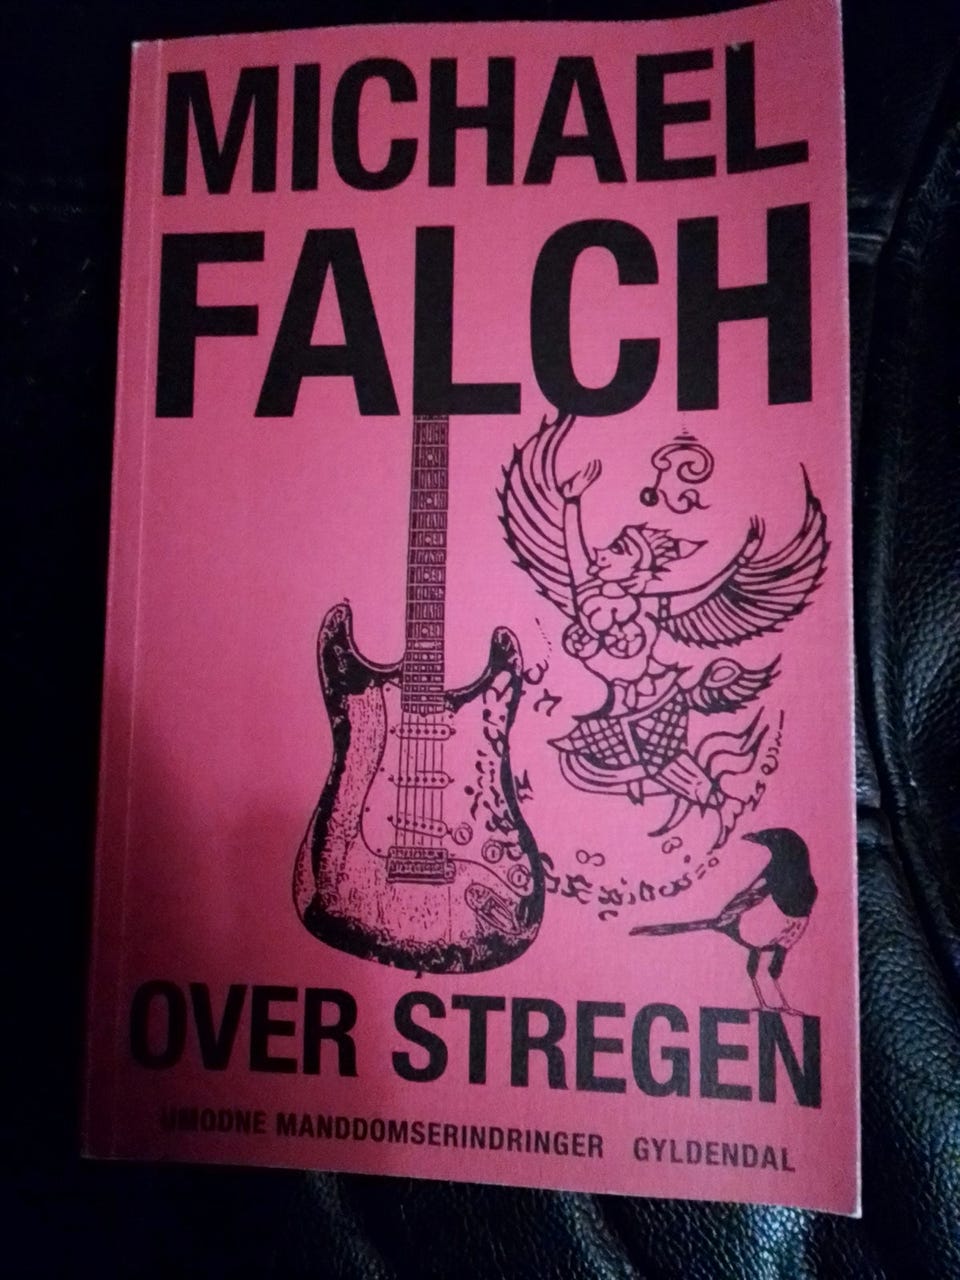 MICHAEL
FALCH
OVER STREGEN
UMODNE MANDDOMSERINDRINGER GYLDENDAL